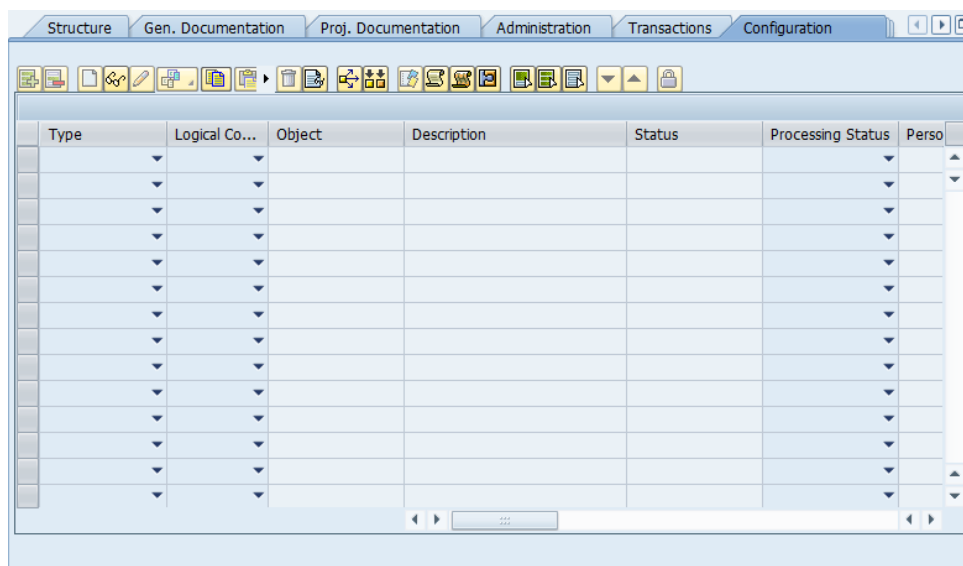 Structure Gen. Documentation Proj. Documentation Administration Transactions Configuration
Type Logical Co... Object Description Status Processing Status Perso